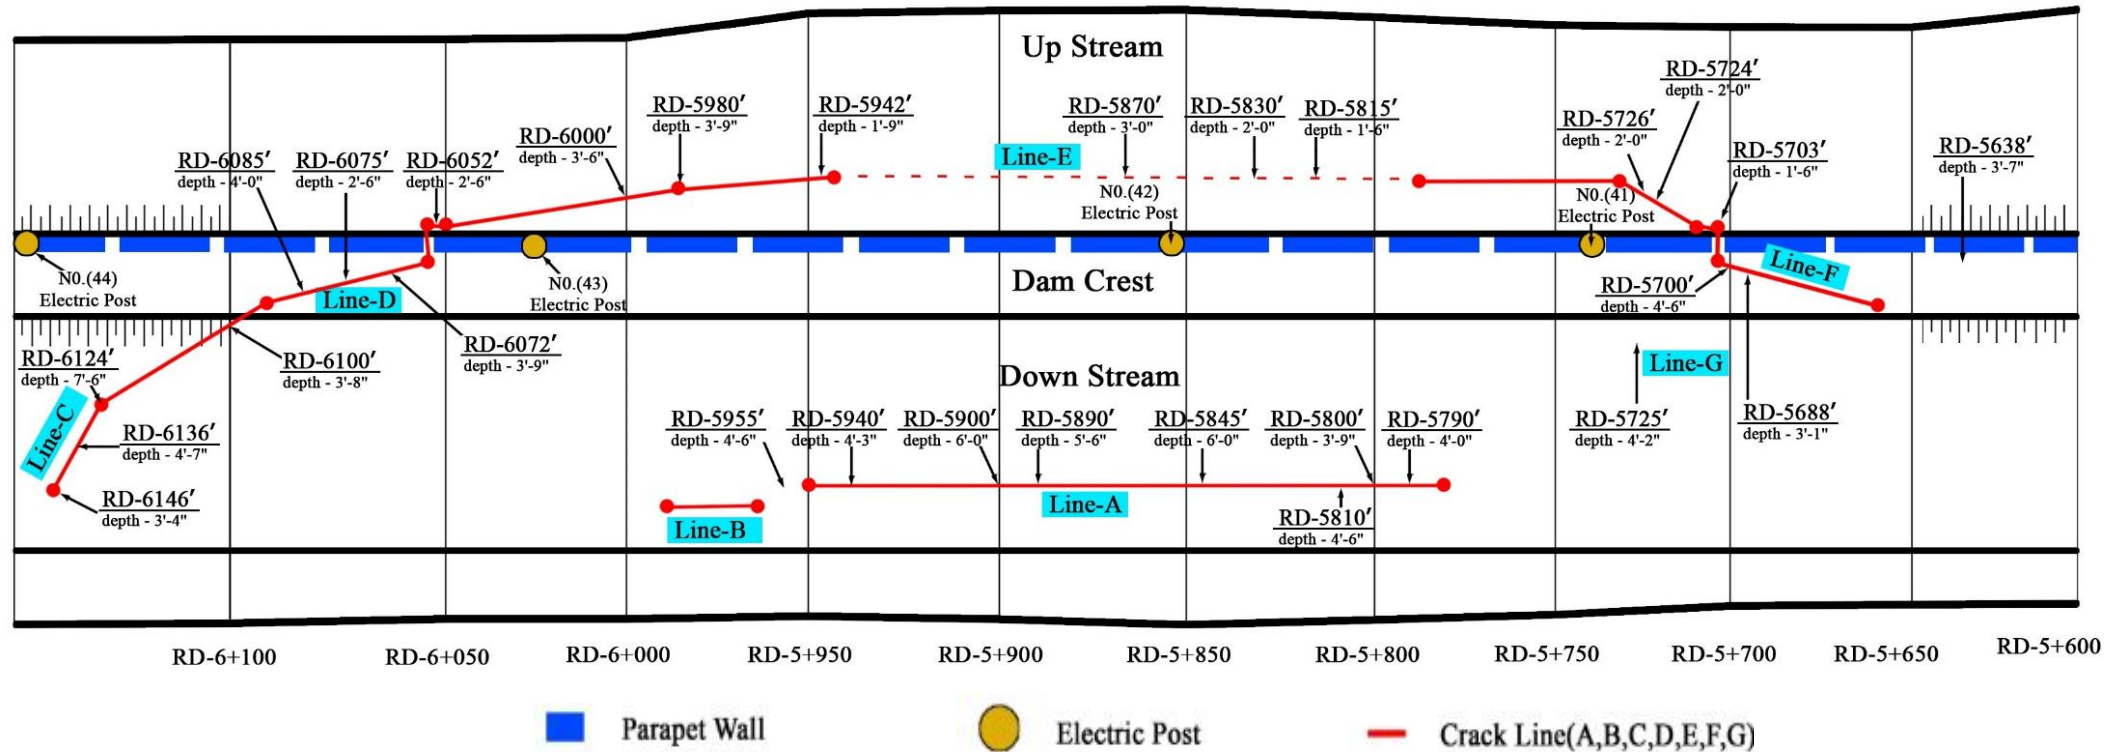 Up Stream
RD-5724′
depth - 2'-0"
RD-5980′
depth - 3'-9"
RD-5942′
depth - 1'-9"
RD-5870′
depth - 3'-0"
RD-5830′
depth - 2'-0"
RD-5815′
depth - 1'-6"
RD-5726′
depth - 2'-0"
RD-6000′
depth - 3'-6"
RD-5703′
depth - 1'-6"
RD-5638′
depth - 3'-7"
RD-6085′
depth - 4'-0"
RD-6075′
depth - 2'-6"
RD-6052′
depth - 2'-6"
Line-E
N0.(42)
Electric Post
N0.(41)
Electric Post
N0.(44)
Electric Post
Line-D
N0.(43)
Electric Post
Dam Crest
Line-F
RD-5700′
depth - 4'-6"
RD-6124′
depth - 7'-6"
RD-6100′
depth - 3'-8"
RD-6072′
depth - 3'-9"
Line-G
Down Stream
Line-C
RD-6136′
depth - 4'-7"
RD-5955′
depth - 4'-6"
RD-5940′
depth - 4'-3"
RD-5900′
depth - 6'-0"
RD-5890′
depth - 5'-6"
RD-5845′
depth - 6'-0"
RD-5800′
depth - 3'-9"
RD-5790′
depth - 4'-0"
RD-5725′
depth - 4'-2"
RD-5688′
depth - 3'-1"
RD-6146′
depth - 3'-4"
Line-B
Line-A
RD-5810′
depth - 4'-6"
RD-6+100 RD-6+050 RD-6+000 RD-5+950 RD-5+900 RD-5+850 RD-5+800 RD-5+750 RD-5+700 RD-5+650 RD-5+600
Parapet Wall Electric Post Crack Line(A,B,C,D,E,F,G)